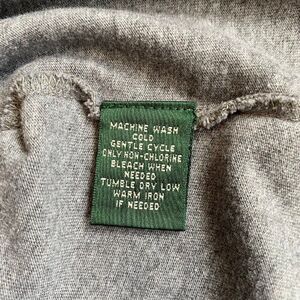 MACHINE WASH
COLD
GENTLE CYCLE
ONLY NON-CHLORINE
BLEACH WHEN
NEEDED
TUMBLE DRY LOW
WARM IRON
IF NEEDED